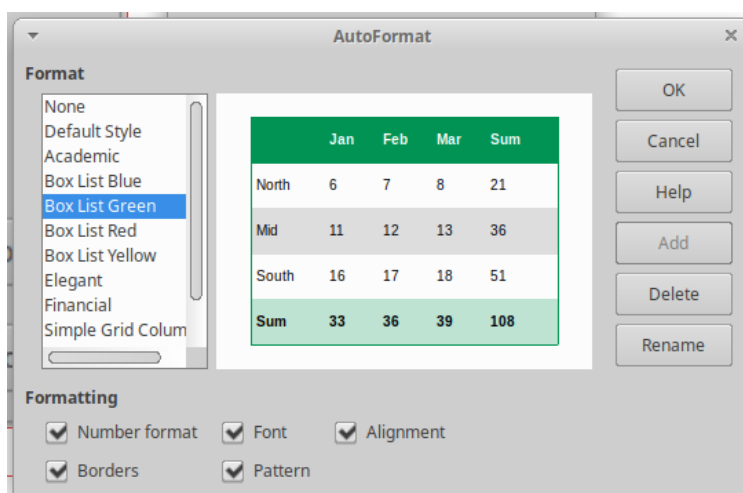 AutoFormat
Format
None
Default Style
Academic
Box List Blue
Box List Green
Box List Red
Box List Yellow
Elegant
Financial
Simple Grid Colum
Jan Feb Mar Sum
North 6 7 8 21
Mid 11 12 13 36
South 16 17 18 51
Sum 33 36 39 108
OK
Cancel
Help
Add
Delete
Rename
Formatting
Number format Font Alignment
Borders Pattern